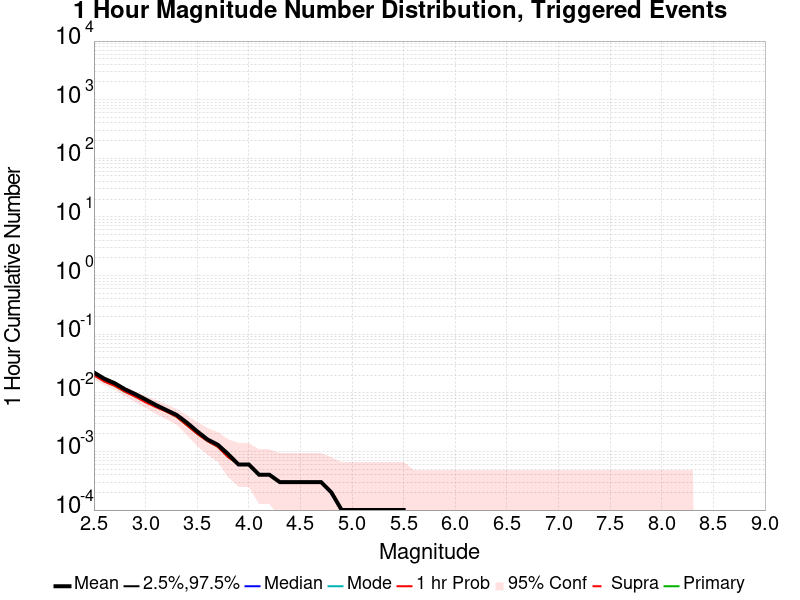 1 Hour Magnitude Number Distribution, Triggered Events
1 Hour Cumulative Number
10^4
10^3
10^2
10^1
10^0
10^-1
10^-2
10^-3
10^-4
2.5 3.0 3.5 4.0 4.5 5.0 5.5 6.0 6.5 7.0 7.5 8.0 8.5 9.0
Magnitude
Mean 2.5%,97.5% Median Mode 1 hr Prob 95% Conf Supra Primary